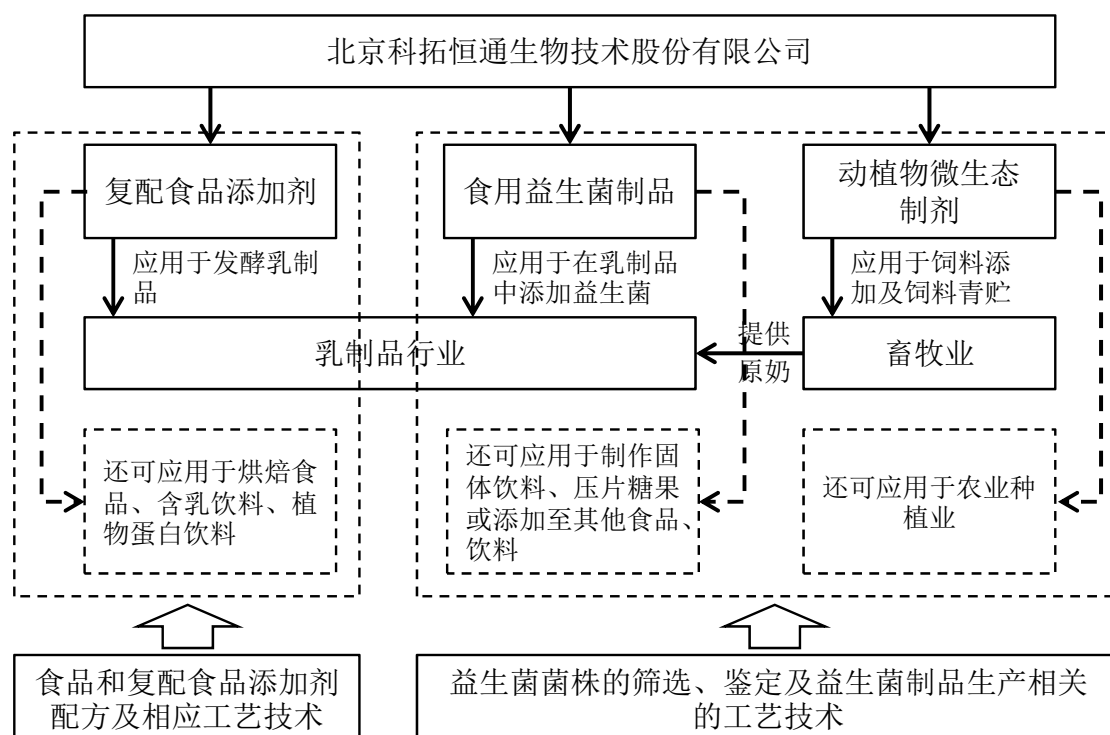 北京科拓恒通生物技术股份有限公司
复配食品添加剂
食用益生菌制品
动植物微生态
制剂
应用于发酵乳制
品
应用于在乳制品
中添加益生菌
应用于饲料添
加及饲料青贮
乳制品行业
提供
原奶
畜牧业
还可应用于烘焙食
品、含乳饮料、植
物蛋白饮料
还可应用于制作固
体饮料、压片糖果
或添加至其他食品、
饮料
还可应用于农业种
植业
食品和复配食品添加剂
配方及相应工艺技术
益生菌菌株的筛选、鉴定及益生菌制品生产相关
的工艺技术